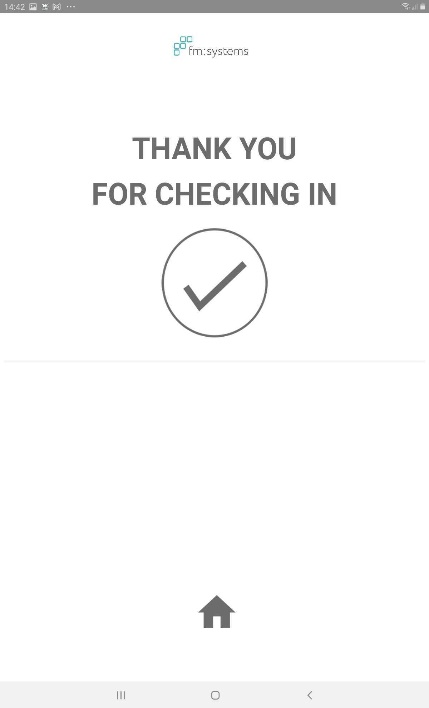 14:42
fm:systems
THANK YOU
FOR CHECKING IN